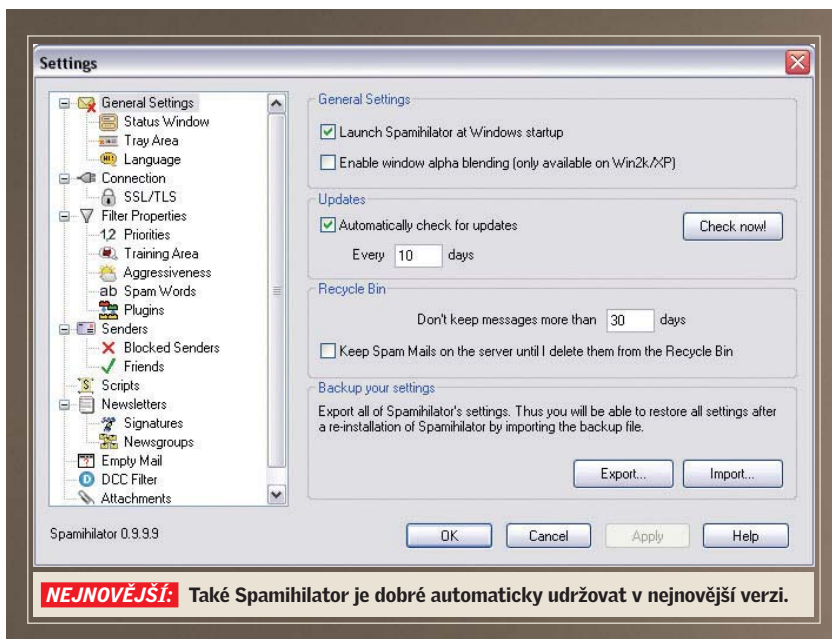 Settings
General Settings
Status Window
Tray Area
Language
Connection
SSL/TLS
Filter Properties
1,2 Priorities
Training Area
Aggressiveness
ab Spam Words
Plugins
Senders
Blocked Senders
Friends
Scripts
Newsletters
Signatures
Newsgroups
Empty Mail
D DCC Filter
Attachments
General Settings
Launch Spamihilator at Windows startup
Enable window alpha blending (only available on Win2k/XP)
Updates
Automatically check for updates
Check now!
Every 10 days
Recycle Bin
Don't keep messages more than 30 days
Keep Spam Mails on the server until I delete them from the Recycle Bin
Backup your settings
Export all of Spamihilator's settings. Thus you will be able to restore all settings after
a re-installation of Spamihilator by importing the backup file.
Export... Import...
Spamihilator 0.9.9.9
OK Cancel Apply Help
NEJNOVĚJŠÍ: Také Spamihilator je dobré automaticky udržovat v nejnovější verzi.